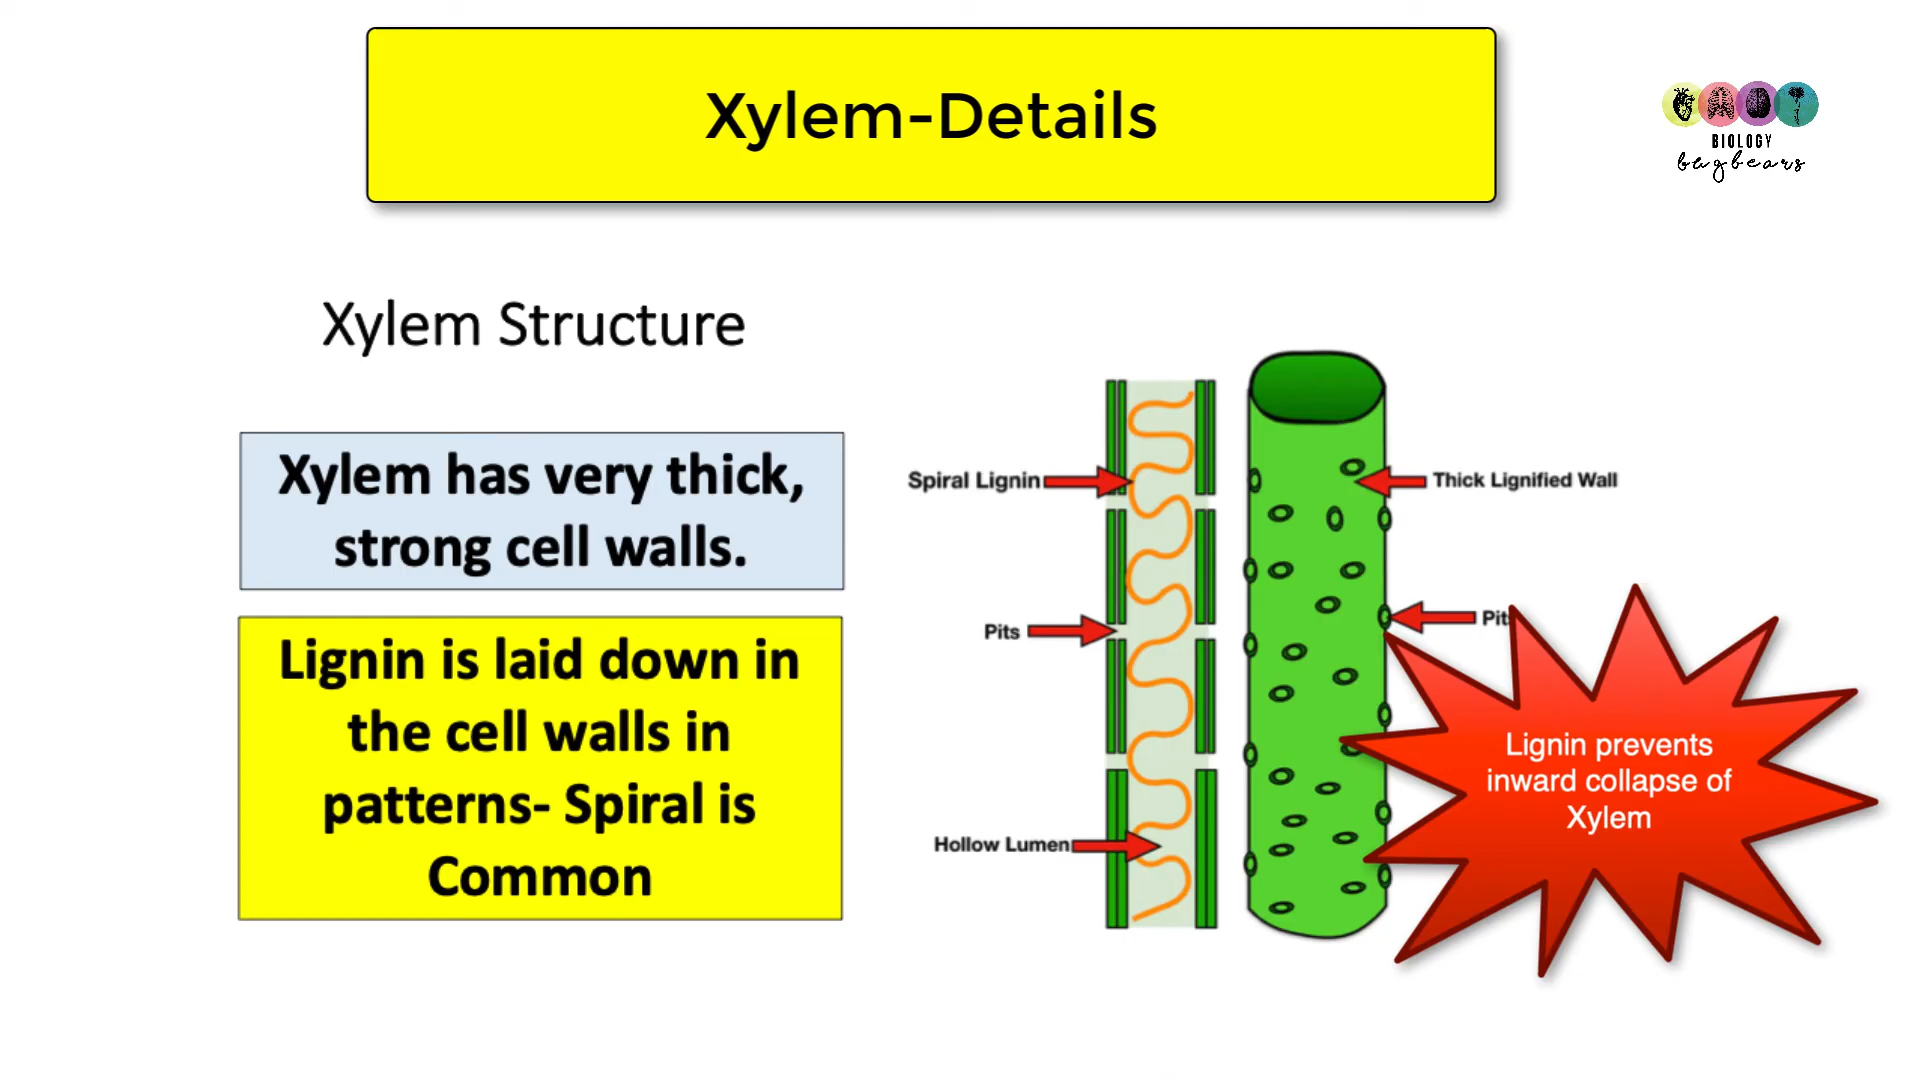 Xylem-Details
BIOLOGY
bugbears
Xylem Structure
Xylem has very thick,
strong cell walls.
Lignin is laid down in
the cell walls in
patterns- Spiral is
Common
Spiral Lignin
Thick Lignified Wall
Pits
Pits
Hollow Lumen
Lignin prevents
inward collapse of
Xylem